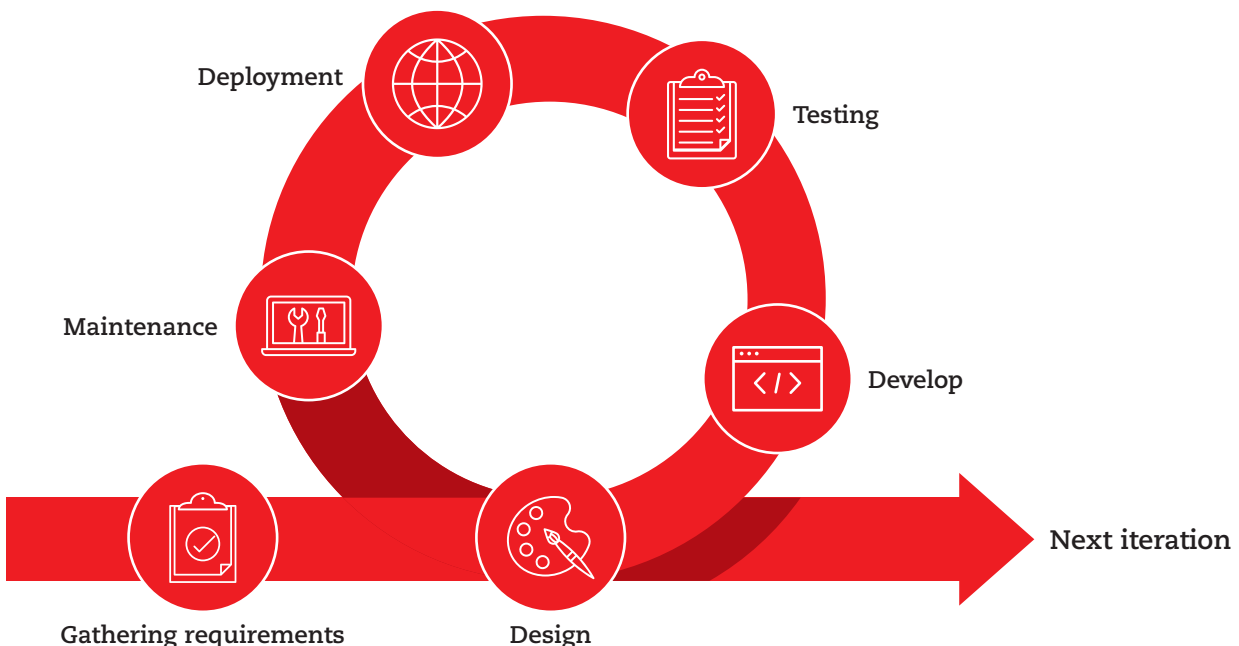 Deployment
Testing
Maintenance
Develop
Next iteration
Gathering requirements
Design